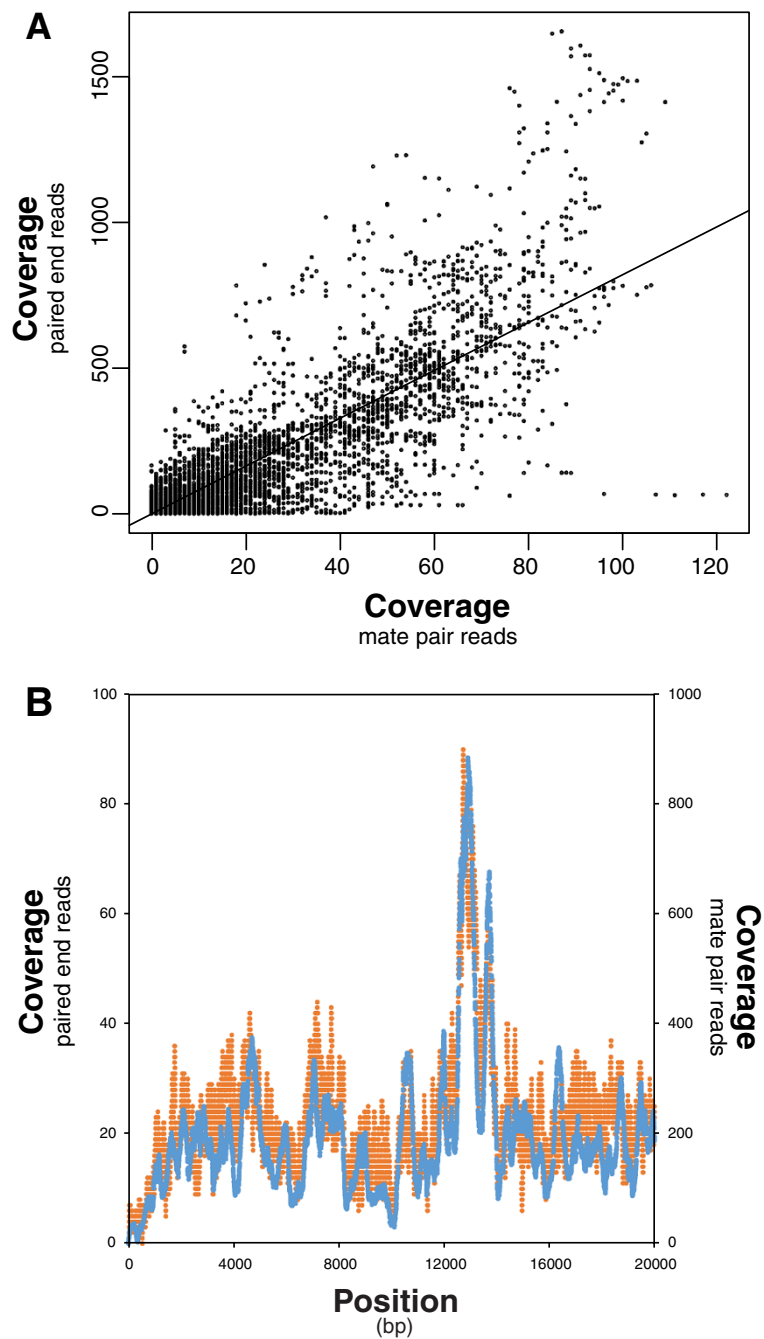 A
Coverage
paired end reads
1500
1000
500
0
0 20 40 60 80 100 120
Coverage
mate pair reads
B
Coverage
paired end reads
100
80
60
40
20
0
1000
800
600
400
200
0
Coverage
mate pair reads
0 4000 8000 12000 16000 20000
Position
(bp)